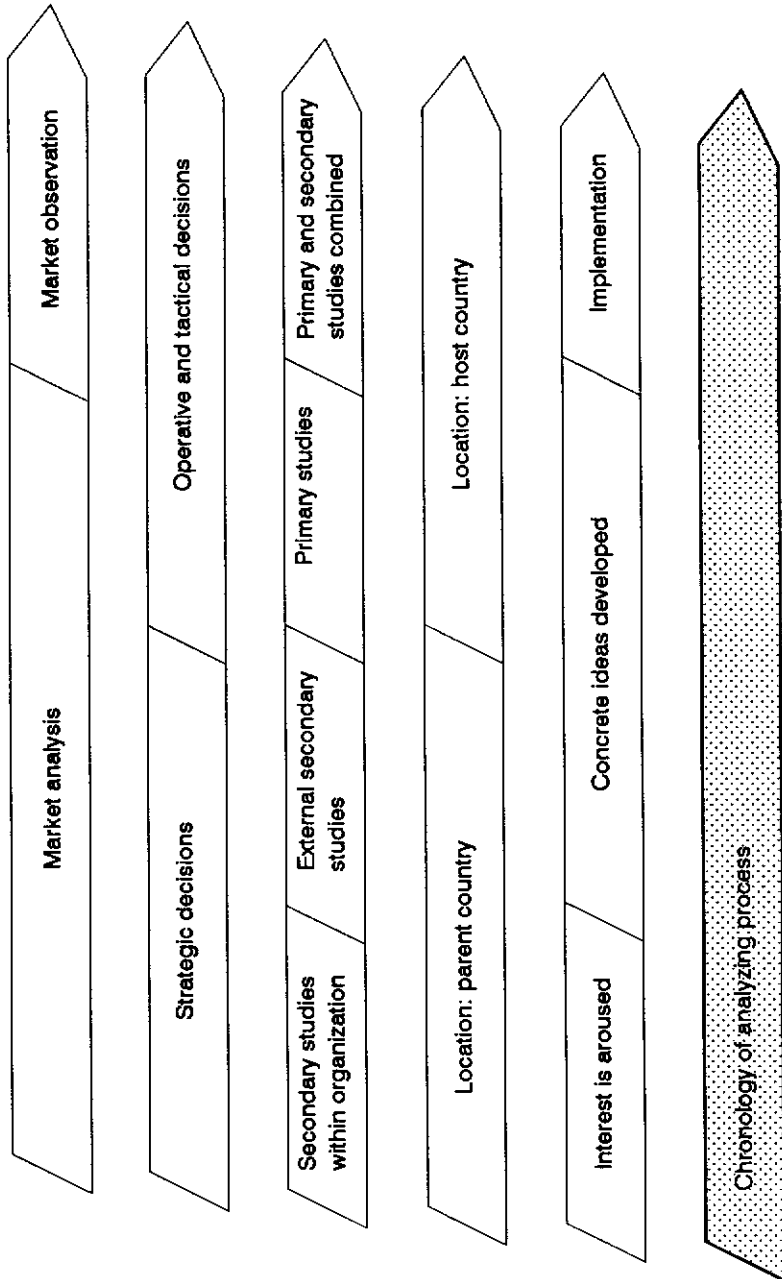 Market analysis
Market observation
Strategic decisions
Operative and tactical decisions
Secondary studies
within organization
External secondary
studies
Primary studies
Primary and secondary
studies combined
Location: parent country
Location: host country
Interest is aroused
Concrete ideas developed
Implementation
Chronology of analyzing process